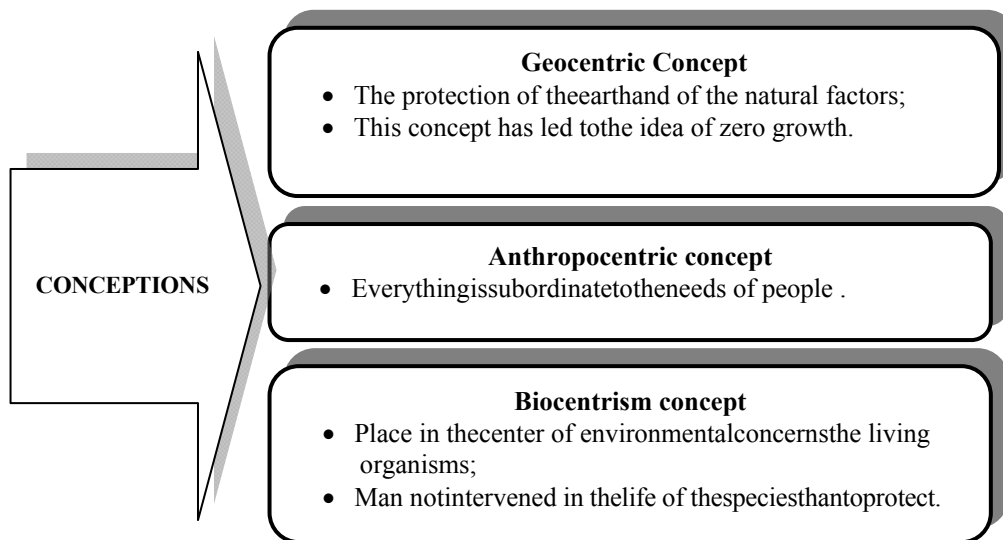 Geocentric Concept
• The protection of theearthand of the natural factors;
• This concept has led tothe idea of zero growth.
CONCEPTIONS
Anthropocentric concept
• Everythingissubordinatetotheneeds of people .
Biocentrism concept
• Place in thecenter of environmentalconcernsthe living
organisms;
• Man notintervened in thelife of thespeciesthantoprotect.